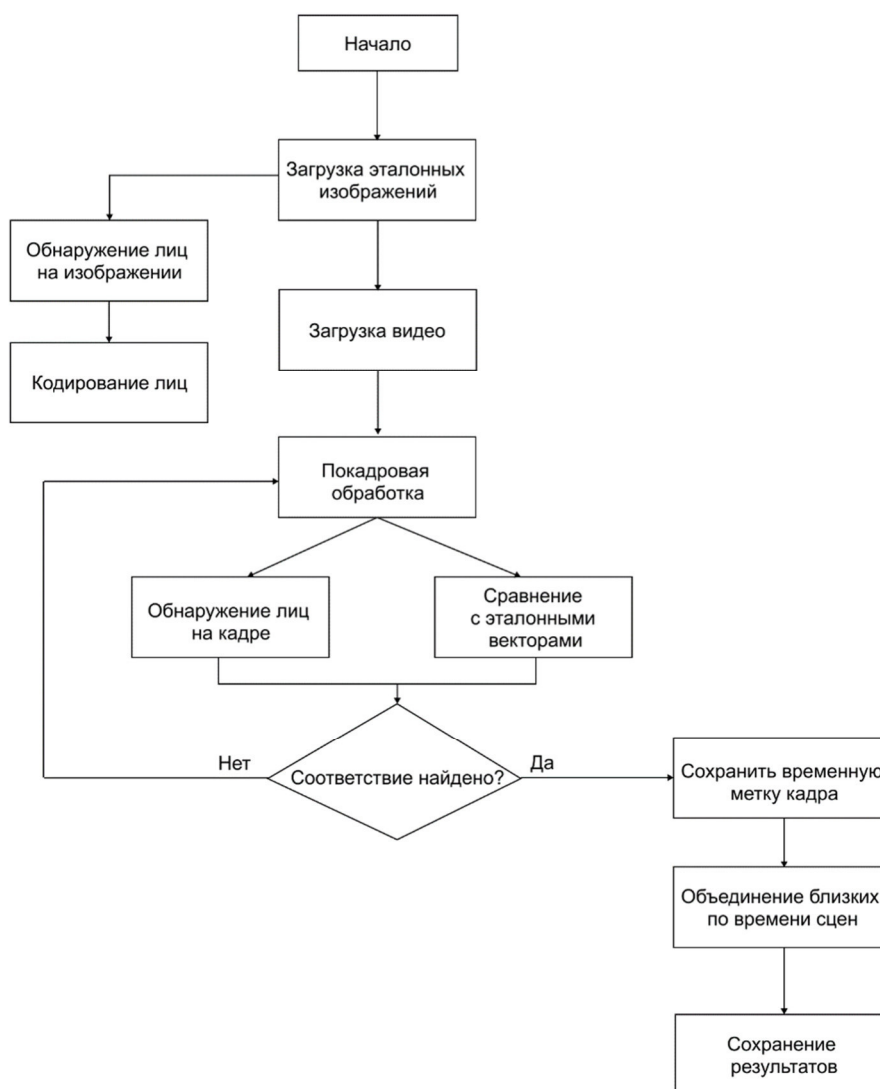 Начало
Загрузка эталонных
изображений
Обнаружение лиц
на изображении
Загрузка видео
Кодирование лиц
Покадровая
обработка
Обнаружение лиц
на кадре
Сравнение
с эталонными
векторами
Нет
Соответствие найдено?
Да
Сохранить временную
метку кадра
Объединение близких
по времени сцен
Сохранение
результатов